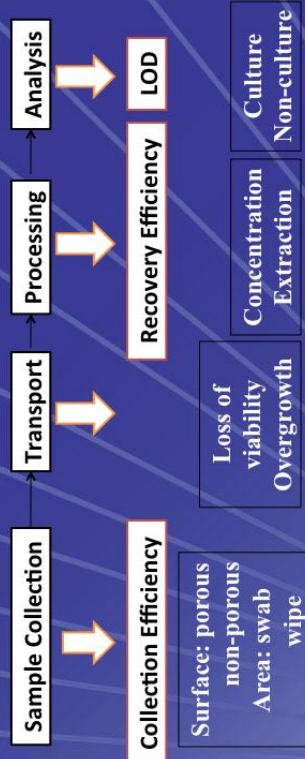 Sample Collection
Transport
Processing
Analysis
Collection Efficiency
Recovery Efficiency
LOD
Surface: porous
non-porous
Area: swab
wipe
Loss of
viability
Overgrowth
Concentration
Extraction
Culture
Non-culture